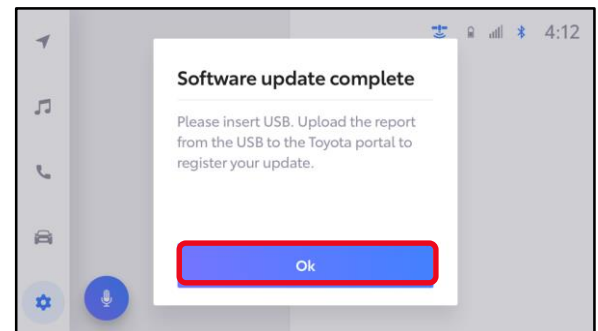 4:12
Software update complete
Please insert USB. Upload the report
from the USB to the Toyota portal to
register your update.
Ok